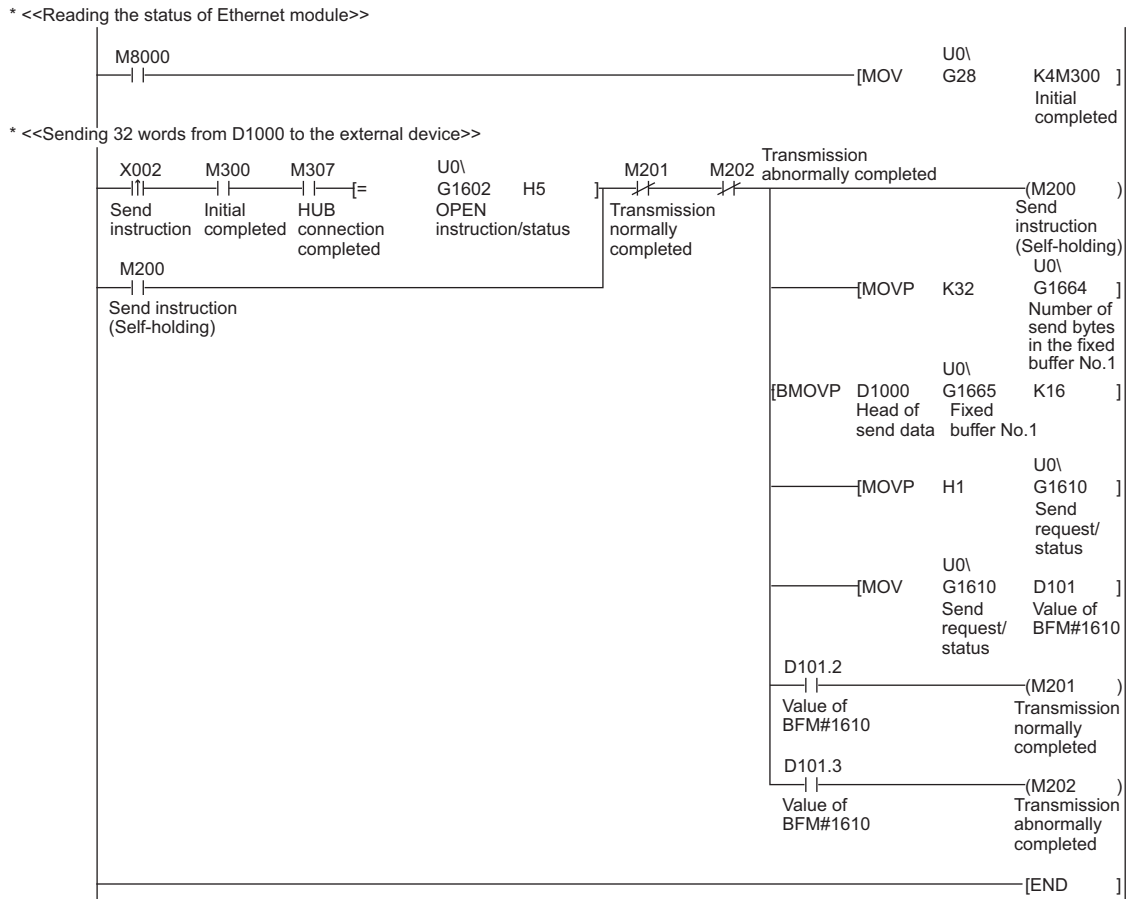 * <<Reading the status of Ethernet module>>
M8000
U0\
[MOV G28 K4M300 ]
Initial
completed
* <<Sending 32 words from D1000 to the external device>>
X002 M300 M307 U0\ M201 M202 Transmission
abnormally completed
[= G1602 H5 ] (M200 )
Send Initial HUB OPEN Transmission Send
instruction completed connection instruction/status normally instruction
completed completed (Self-holding)
M200
Send instruction
(Self-holding)
U0\
[MOVP K32 G1664 ]
Number of
send bytes
in the fixed
buffer No.1
U0\
[BMOVP D1000 G1665 K16 ]
Head of Fixed
send data buffer No.1
U0\
[MOVP H1 G1610 ]
Send
request/
status
U0\
[MOV G1610 D101 ]
Send Value of
request/ BFM#1610
status
D101.2
(M201 )
Value of Transmission
BFM#1610 normally
completed
D101.3
(M202 )
Value of Transmission
BFM#1610 abnormally
completed
[END ]